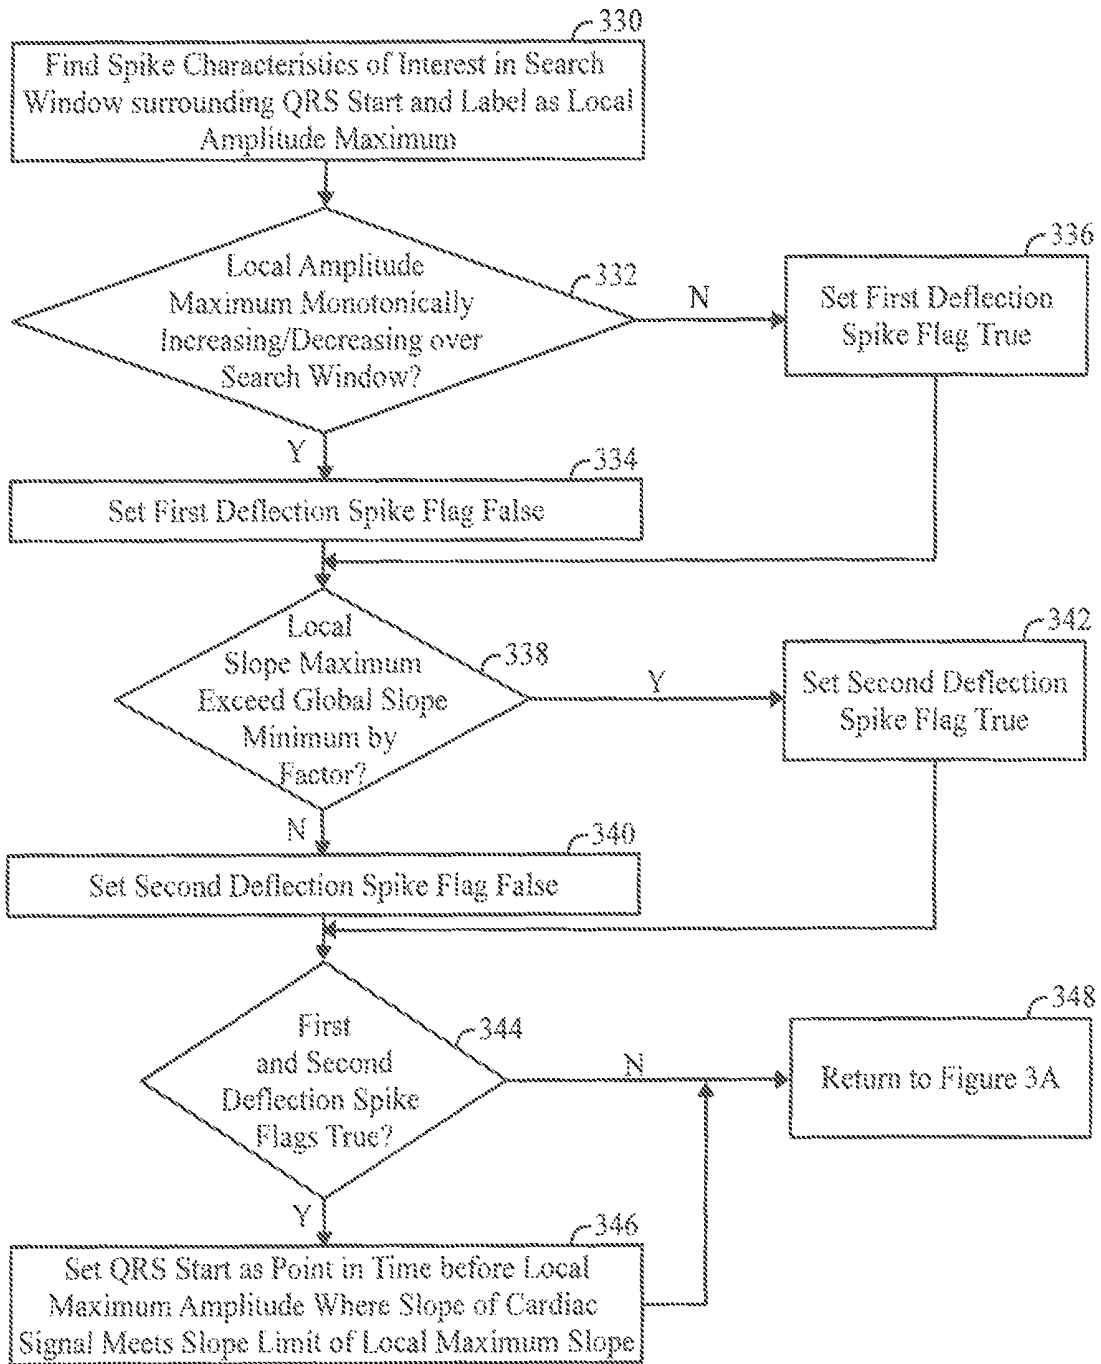 330
Find Spike Characteristics of Interest in Search
Window surrounding QRS Start and Label as Local
Amplitude Maximum
332
Local Amplitude
Maximum Monotonically
Increasing/Decreasing over
Search Window?
N
336
Set First Deflection
Spike Flag True
Y
334
Set First Deflection Spike Flag False
338
Local
Slope Maximum
Exceed Global Slope
Minimum by
Factor?
Y
342
Set Second Deflection
Spike Flag True
N
340
Set Second Deflection Spike Flag False
344
First
and Second
Deflection Spike
Flags True?
N
348
Return to Figure 3A
Y
346
Set QRS Start as Point in Time before Local
Maximum Amplitude Where Slope of Cardiac
Signal Meets Slope Limit of Local Maximum Slope